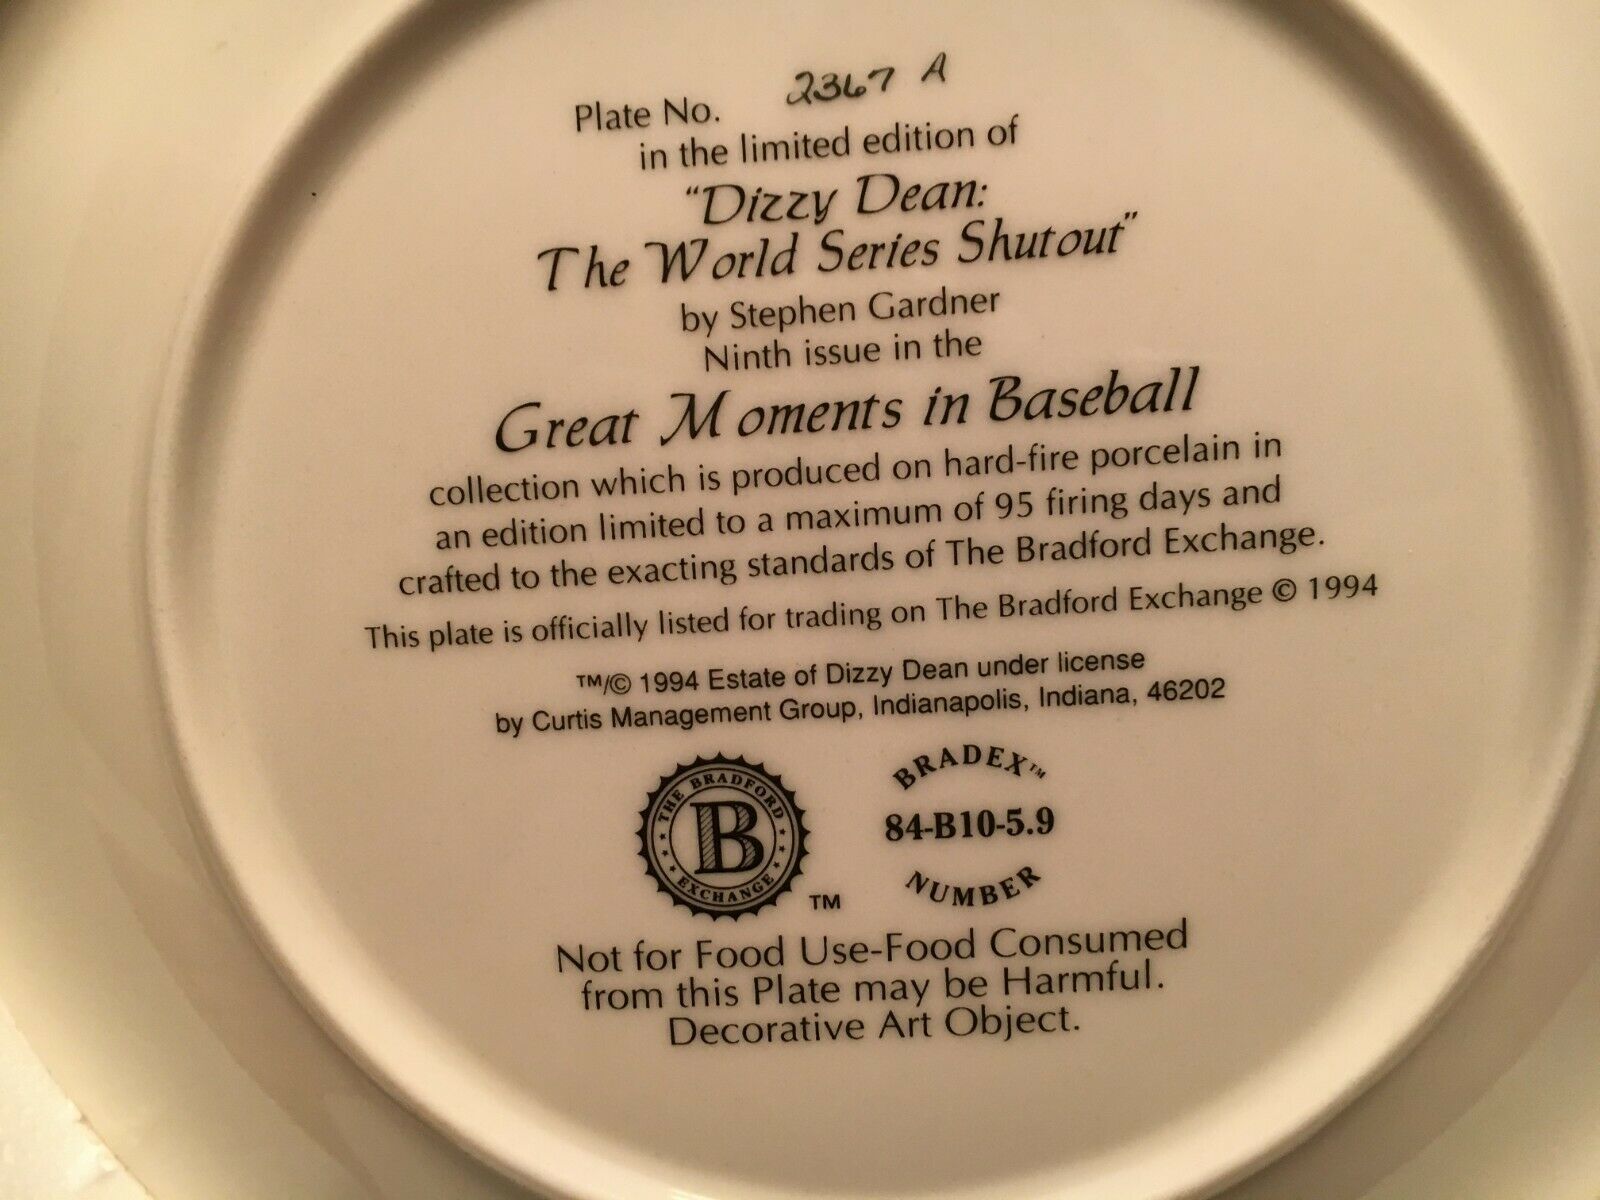 Plate No. 2367 A
in the limited edition of
"Dizzy Dean:
The World Series Shutout"
by Stephen Gardner
Ninth issue in the
Great Moments in Baseball
collection which is produced on hard-fire porcelain in
an edition limited to a maximum of 95 firing days and
crafted to the exacting standards of The Bradford Exchange.
This plate is officially listed for trading on The Bradford Exchange © 1994
™/© 1994 Estate of Dizzy Dean under license
by Curtis Management Group, Indianapolis, Indiana, 46202
THE BRADFORD
B
EXCHANGE
TM
BRADEX™
84-B10-5.9
NUMBER
Not for Food Use-Food Consumed
from this Plate may be Harmful.
Decorative Art Object.